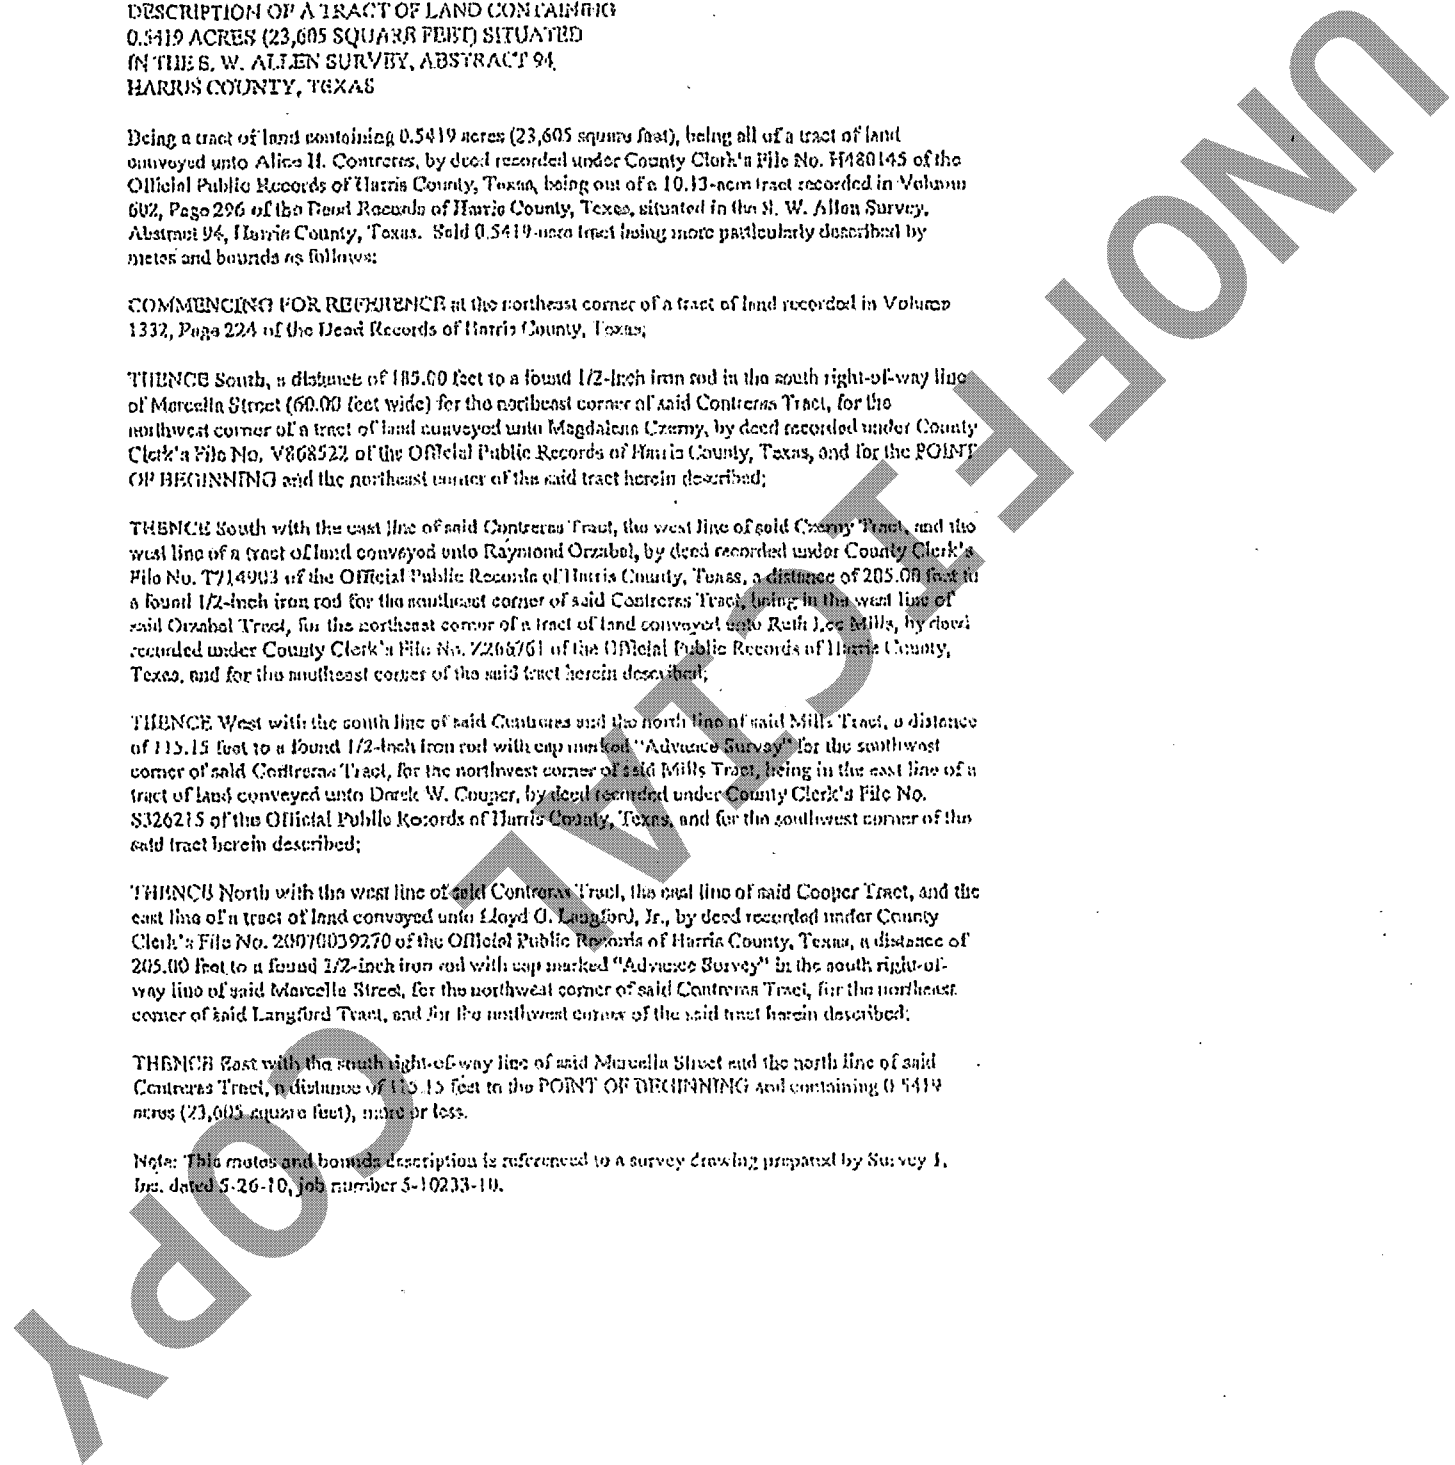 DESCRIPTION OF A TRACT OF LAND CONTAINING
0.5419 ACRES (23,605 SQUARE FEET) SITUATED
IN THE S. W. ALLEN SURVEY, ABSTRACT 94,
HARRIS COUNTY, TEXAS
Being a tract of land containing 0.5419 acres (23,605 square feet), being all of a tract of land
conveyed unto Alice H. Contreras, by deed recorded under County Clerk's File No. H480145 of the
Official Public Records of Harris County, Texas, being out of a 10.13-acre tract recorded in Volume
602, Page 296 of the Deed Records of Harris County, Texas, situated in the S. W. Allen Survey,
Abstract 94, Harris County, Texas. Said 0.5419-acre tract being more particularly described by
metes and bounds as follows:
COMMENCING FOR REFERENCE at the northeast corner of a tract of land recorded in Volume
1332, Page 224 of the Deed Records of Harris County, Texas;
THENCE South, a distance of 185.00 feet to a found 1/2-inch iron rod in the south right-of-way line
of Marcella Street (60.00 feet wide) for the northeast corner of said Contreras Tract, for the
northwest corner of a tract of land conveyed unto Magdalena Czerny, by deed recorded under County
Clerk's File No. V868522 of the Official Public Records of Harris County, Texas, and for the POINT
OF BEGINNING and the northeast corner of the said tract herein described;
THENCE South with the east line of said Contreras Tract, the west line of said Czerny Tract, and the
west line of a tract of land conveyed unto Raymond Orzabal, by deed recorded under County Clerk's
File No. T714903 of the Official Public Records of Harris County, Texas, a distance of 205.00 feet to
a found 1/2-inch iron rod for the southeast corner of said Contreras Tract, being in the west line of
said Orzabal Tract, for the northeast corner of a tract of land conveyed unto Ruth Lee Mills, by deed
recorded under County Clerk's File No. Z266761 of the Official Public Records of Harris County,
Texas, and for the southeast corner of the said tract herein described;
THENCE West with the south line of said Contreras and the north line of said Mills Tract, a distance
of 115.15 feet to a found 1/2-inch iron rod with cap marked "Advance Survey" for the southwest
corner of said Contreras Tract, for the northwest corner of said Mills Tract, being in the east line of a
tract of land conveyed unto Derek W. Cooper, by deed recorded under County Clerk's File No.
S326215 of the Official Public Records of Harris County, Texas, and for the southwest corner of the
said tract herein described;
THENCE North with the west line of said Contreras Tract, the east line of said Cooper Tract, and the
east line of a tract of land conveyed unto Lloyd G. Langford, Jr., by deed recorded under County
Clerk's File No. 20070039270 of the Official Public Records of Harris County, Texas, a distance of
205.00 feet to a found 1/2-inch iron rod with cap marked "Advance Survey" in the south right-of-
way line of said Marcella Street, for the northwest corner of said Contreras Tract, for the northeast
corner of said Langford Tract, and for the northwest corner of the said tract herein described;
THENCE East with the south right-of-way line of said Marcella Street and the north line of said
Contreras Tract, a distance of 115.15 feet to the POINT OF BEGINNING and containing 0.5419
acres (23,605 square feet), more or less.
Note: This metes and bounds description is referenced to a survey drawing prepared by Survey 1,
Inc. dated 5-26-10, job number 5-10233-10.
UNOFFICIAL COPY